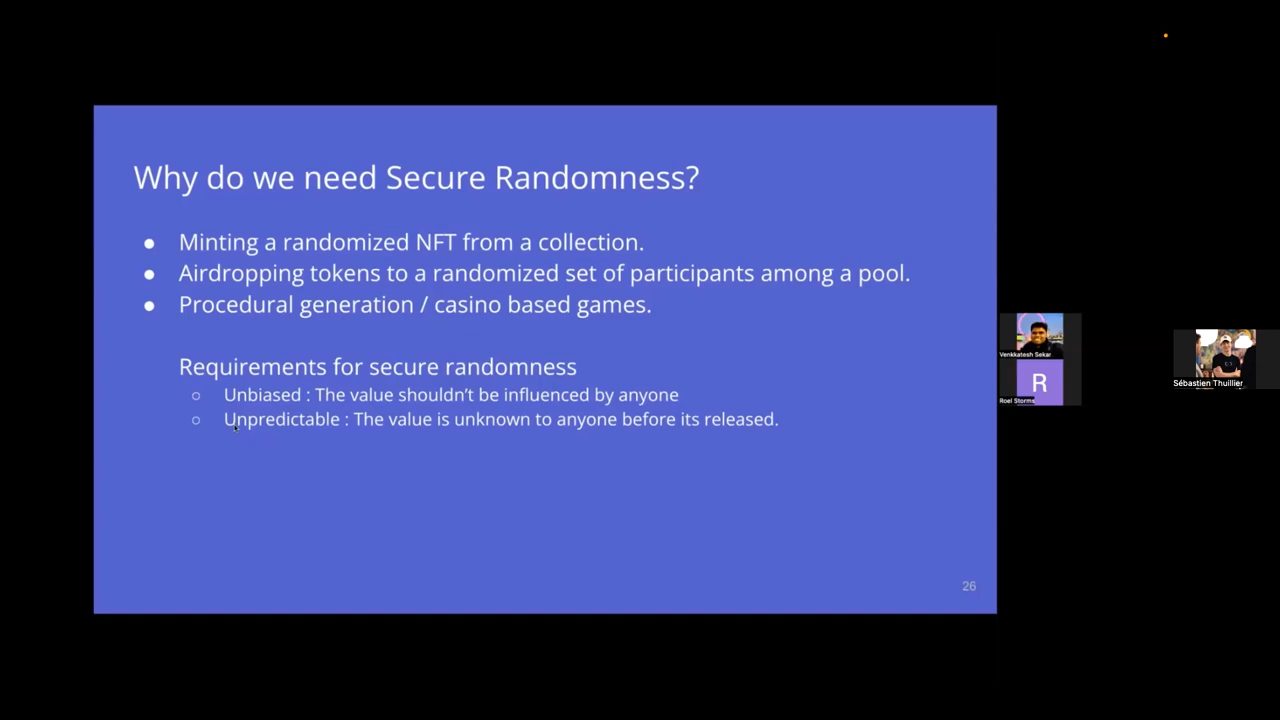 Why do we need Secure Randomness?
● Minting a randomized NFT from a collection.
● Airdropping tokens to a randomized set of participants among a pool.
● Procedural generation / casino based games.
Requirements for secure randomness
○ Unbiased : The value shouldn't be influenced by anyone
○ Unpredictable : The value is unknown to anyone before its released.
26
Venkkatesh Sekar
R
Roel Storms
Sébastien Thuillier